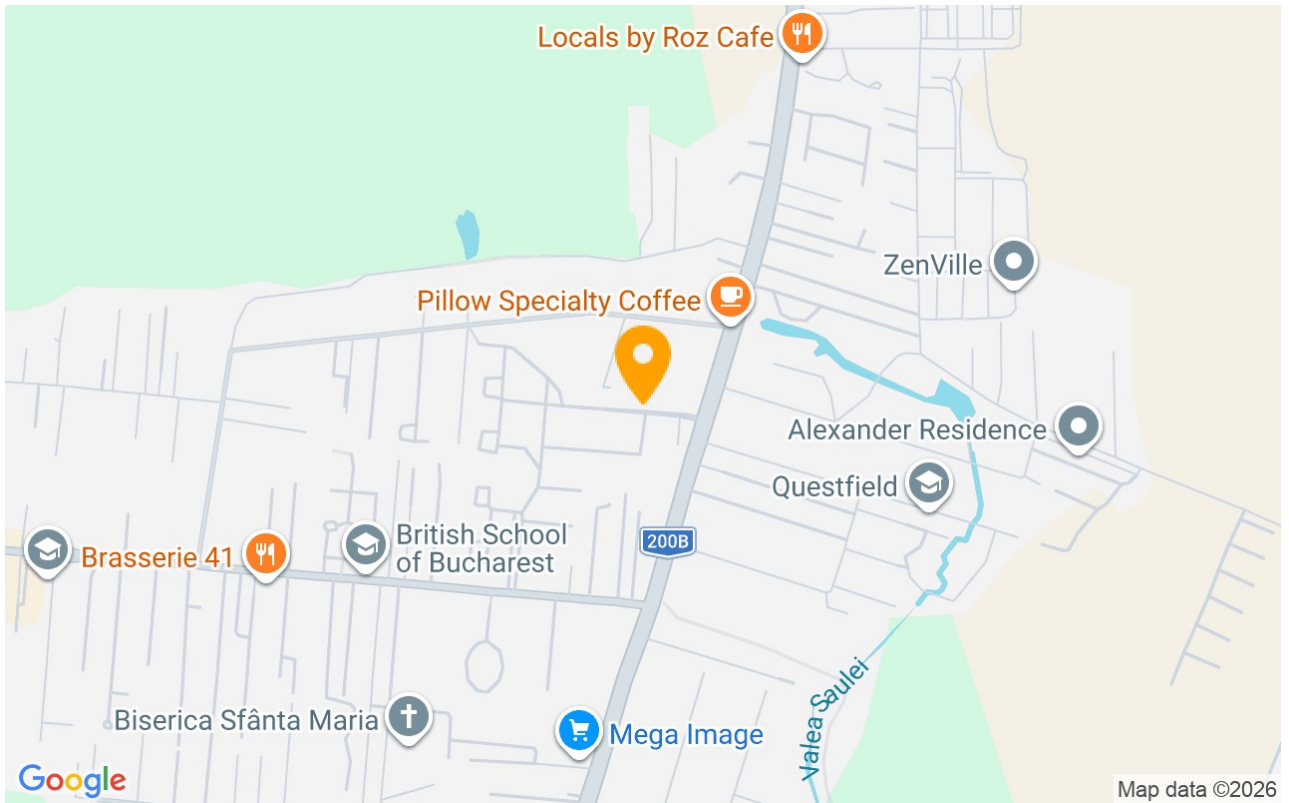 Locals by Roz Cafe
ZenVille
Pillow Specialty Coffee
Alexander Residence
Questfield
British School
of Bucharest
200B
Brasserie 41
Valea Saulei
Biserica Sfânta Maria
Mega Image
Google
Map data ©2026